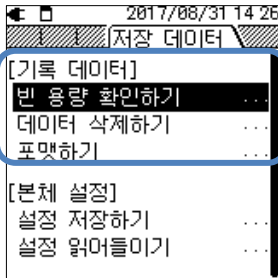 2017/08/31 14 26
저장 데이터
[기록 데이터]
빈 용량 확인하기 ...
데이터 삭제하기 ...
포맷하기 ...
[본체 설정]
설정 저장하기 ...
설정 읽어들이기 ...